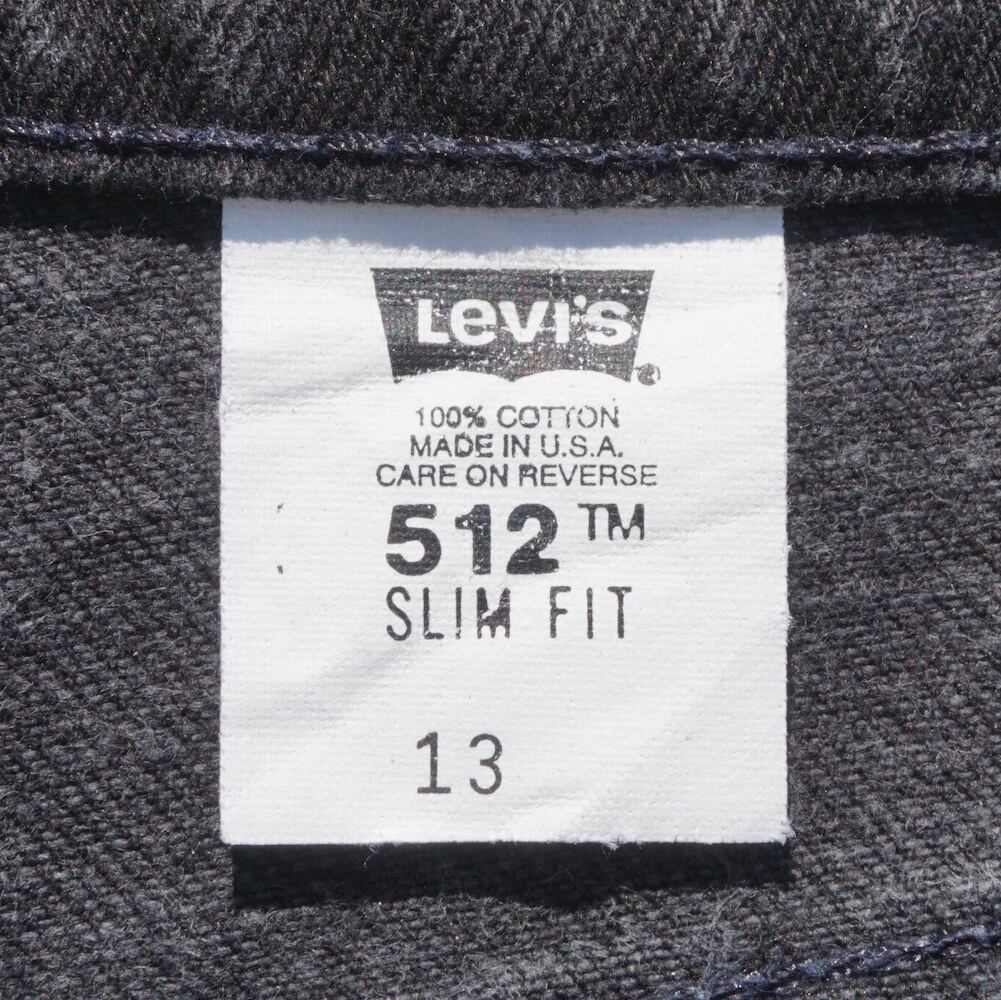 Levi's®
100% COTTON
MADE IN U.S.A.
CARE ON REVERSE
512™
SLIM FIT
13